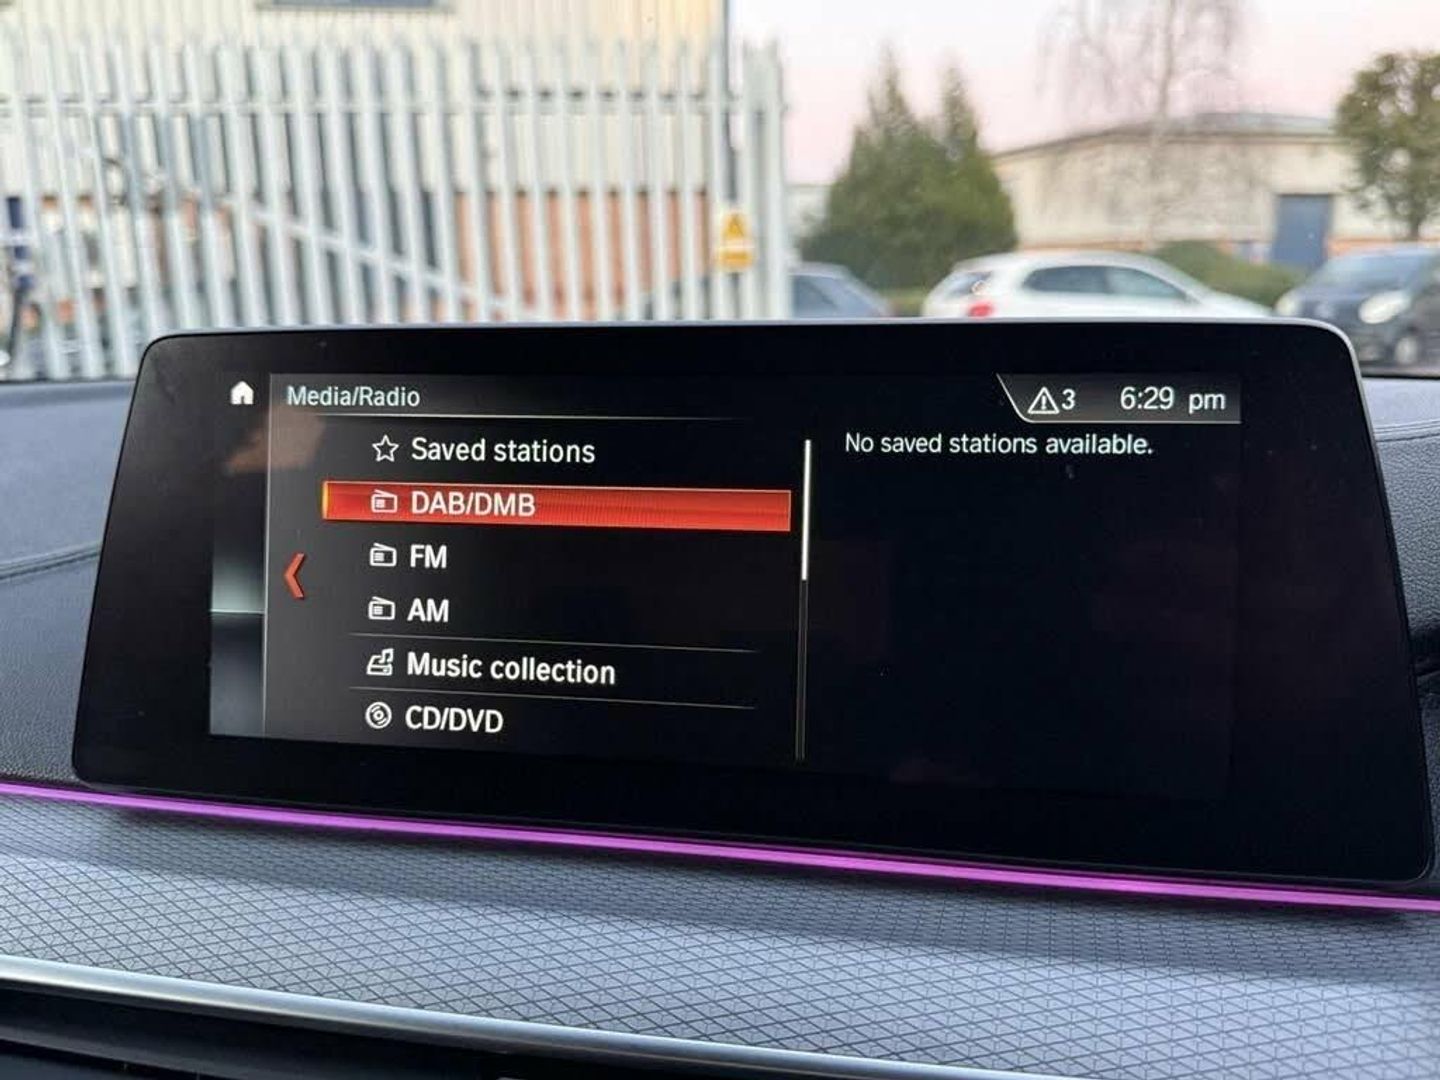 Media/Radio
3 6:29 pm
Saved stations
No saved stations available.
DAB/DMB
FM
AM
Music collection
CD/DVD